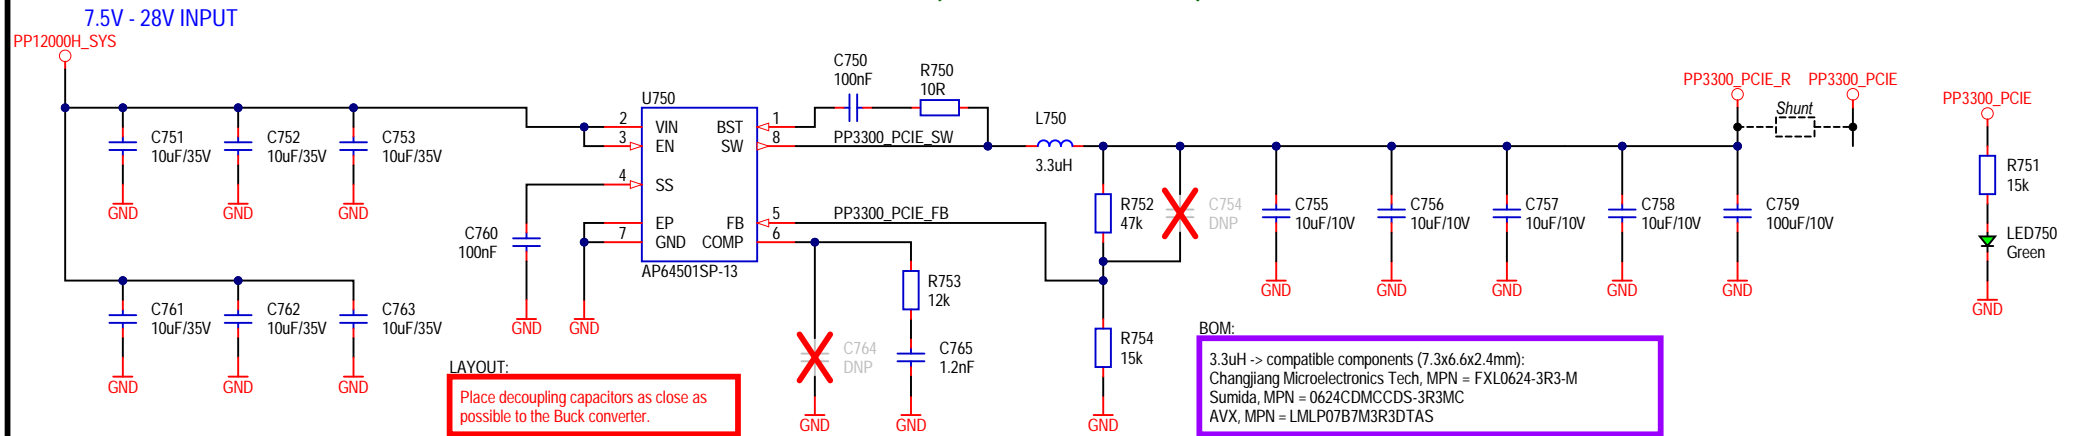 7.5V - 28V INPUT
PP12000H_SYS
C751
10uF/35V
C752
10uF/35V
C753
10uF/35V
GND
GND
GND
C761
10uF/35V
C762
10uF/35V
C763
10uF/35V
GND
GND
GND
C760
100nF
GND
GND
U750
2
VIN
3
EN
4
SS
EP
7
GND
BST
1
SW
8
FB
5
COMP
6
AP64501SP-13
C750
100nF
R750
10R
PP3300_PCIE_SW
PP3300_PCIE_FB
L750
3.3uH
R752
47k
C754
DNP
R753
12k
C764
DNP
C765
1.2nF
GND
GND
R754
15k
GND
C755
10uF/10V
C756
10uF/10V
C757
10uF/10V
C758
10uF/10V
C759
100uF/10V
GND
GND
GND
GND
GND
PP3300_PCIE_R
PP3300_PCIE
Shunt
PP3300_PCIE
R751
15k
LED750
Green
GND
LAYOUT:
Place decoupling capacitors as close as
possible to the Buck converter.
BOM:
3.3uH -> compatible components (7.3x6.6x2.4mm):
Changjiang Microelectronics Tech, MPN = FXL0624-3R3-M
Sumida, MPN = 0624CDMCCDS-3R3MC
AVX, MPN = LMLP07B7M3R3DTAS